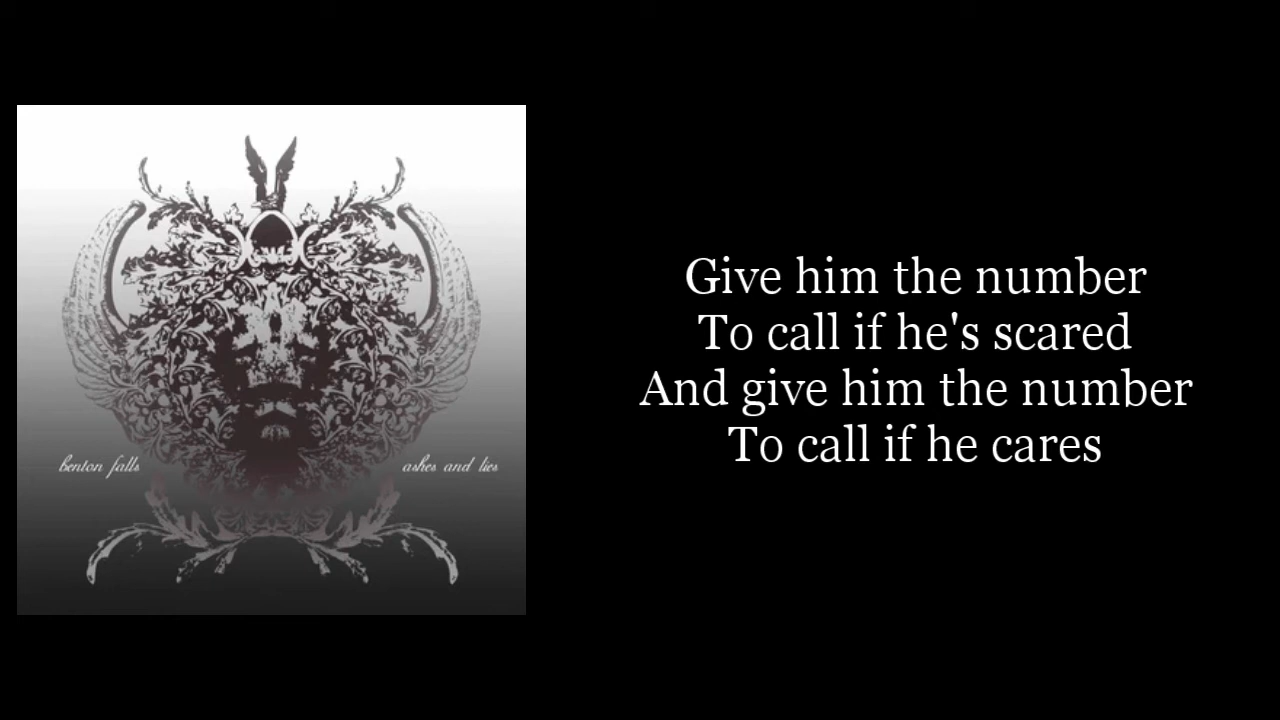 benton falls
ashes and lies
Give him the number
To call if he's scared
And give him the number
To call if he cares